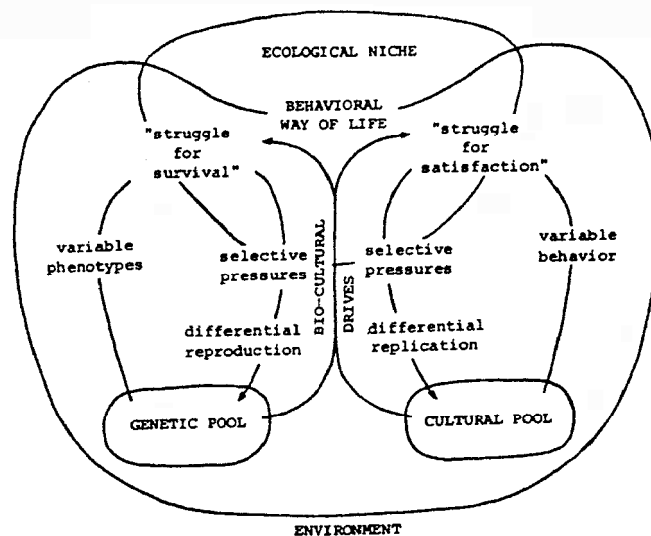 ECOLOGICAL NICHE
BEHAVIORAL
WAY OF LIFE
"struggle
for
survival"
"struggle
for
satisfaction"
variable
phenotypes
selective
pressures
BIO-CULTURAL
DRIVES
selective
pressures
variable
behavior
differential
reproduction
differential
replication
GENETIC POOL
CULTURAL POOL
ENVIRONMENT